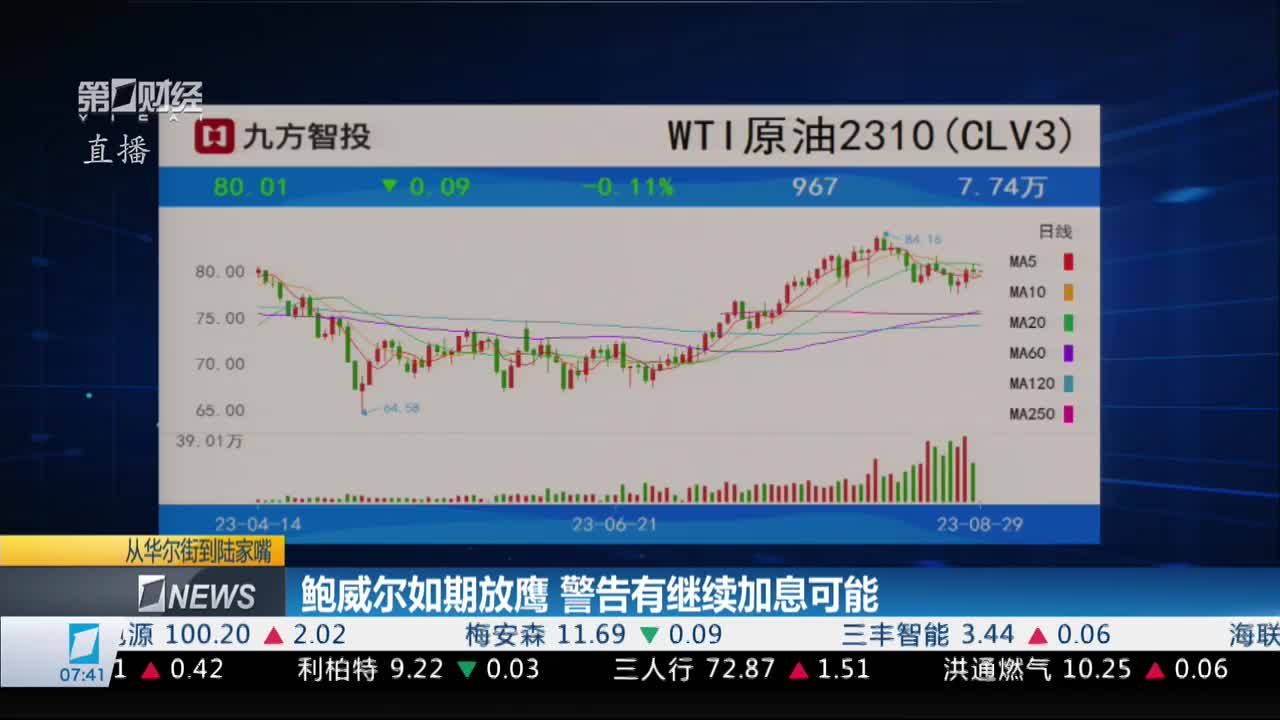 第一财经
YICAI
直播
九方智投
WTI原油2310(CLV3)
80.01 ▼ 0.09 -0.11% 967 7.74万
84.16
日线
80.00
MA5
MA10
75.00
MA20
MA60
70.00
MA120
64.58
65.00
MA250
39.01万
23-04-14 23-06-21 23-08-29
从华尔街到陆家嘴
NEWS
鲍威尔如期放鹰 警告有继续加息可能
源 100.20 ▲ 2.02 梅安森 11.69 ▼ 0.09 三丰智能 3.44 ▲ 0.06 海联
07:41
1 ▲ 0.42 利柏特 9.22 ▼ 0.03 三人行 72.87 ▲ 1.51 洪通燃气 10.25 ▲ 0.06